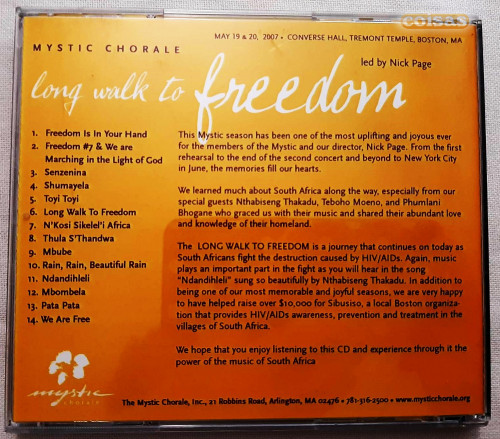 MAY 19 & 20, 2007 • CONVERSE HALL, TREMONT TEMPLE, BOSTON, MA
MYSTIC CHORALE
led by Nick Page
long walk to freedom
1. Freedom Is In Your Hand
2. Freedom #7 & We are
Marching in the Light of God
3. Senzenina
4. Shumayela
5. Toyi Toyi
6. Long Walk To Freedom
7. N'Kosi Sikelel'i Africa
8. Thula S'Thandwa
9. Mbube
10. Rain, Rain, Beautiful Rain
11. Ndandihleli
12. Mbombela
13. Pata Pata
14. We Are Free
This Mystic season has been one of the most uplifting and joyous ever
for the members of the Mystic and our director, Nick Page. From the first
rehearsal to the end of the second concert and beyond to New York City
in June, the memories fill our hearts.
We learned much about South Africa along the way, especially from our
special guests Nthabiseng Thakadu, Teboho Moeno, and Phumlani
Bhogane who graced us with their music and shared their abundant love
and knowledge of their homeland.
The LONG WALK TO FREEDOM is a journey that continues on today as
South Africans fight the destruction caused by HIV/AIDs. Again, music
plays an important part in the fight as you will hear in the song
"Ndandihleli" sung so beautifully by Nthabiseng Thakadu. In addition to
being one of our most memorable and joyful seasons, we are very happy
to have helped raise over $10,000 for Sibusiso, a local Boston organiza-
tion that provides HIV/AIDs awareness, prevention and treatment in the
villages of South Africa.
We hope that you enjoy listening to this CD and experience through it the
power of the music of South Africa
mystic
chorale
The Mystic Chorale, Inc., 21 Robbins Road, Arlington, MA 02476 • 781-316-2500 • www.mysticchorale.org